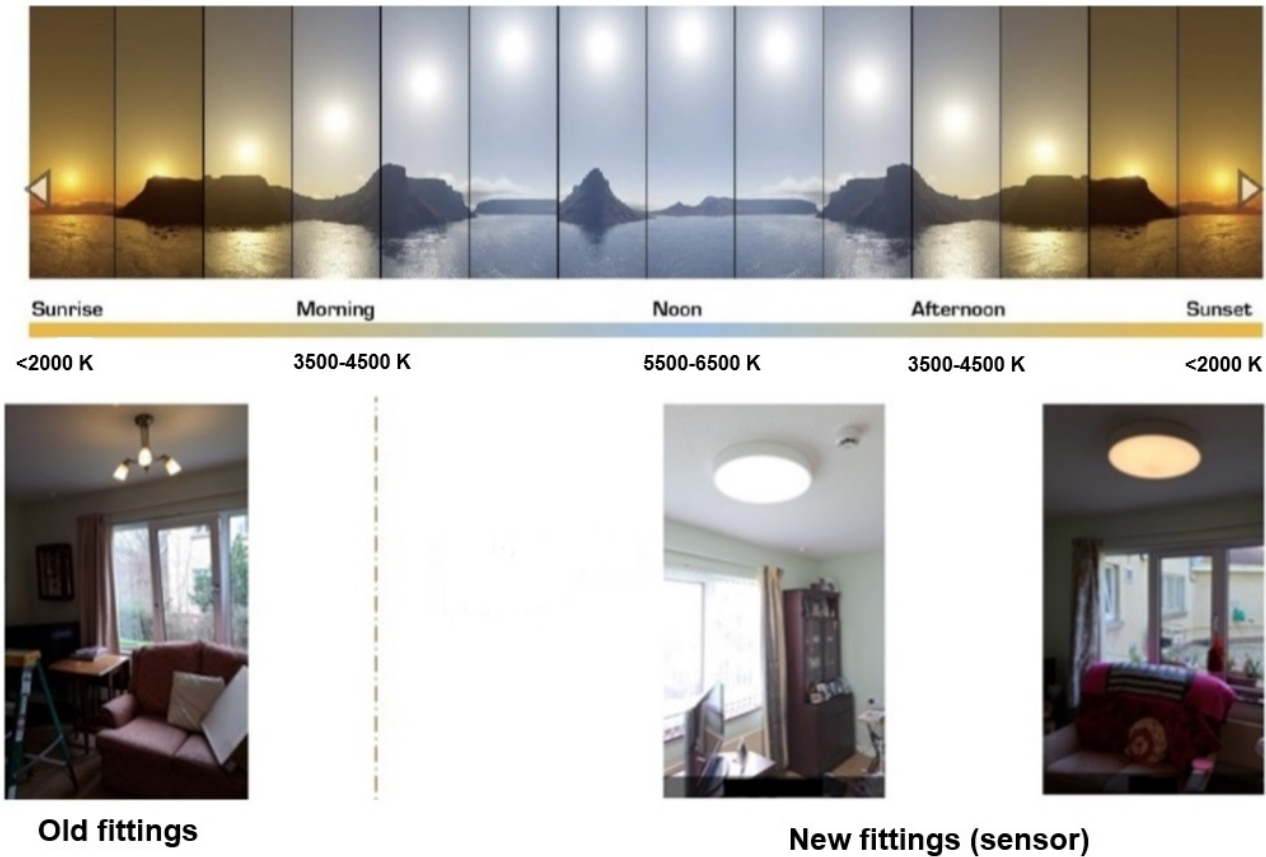 Sunrise Morning Noon Afternoon Sunset
<2000 K 3500-4500 K 5500-6500 K 3500-4500 K <2000 K
Old fittings
New fittings (sensor)